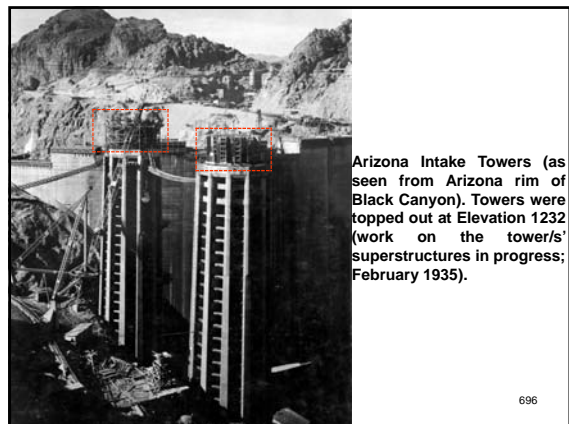 Arizona Intake Towers (as
seen from Arizona rim of
Black Canyon). Towers were
topped out at Elevation 1232
(work on the tower/s’
superstructures in progress;
February 1935).
696